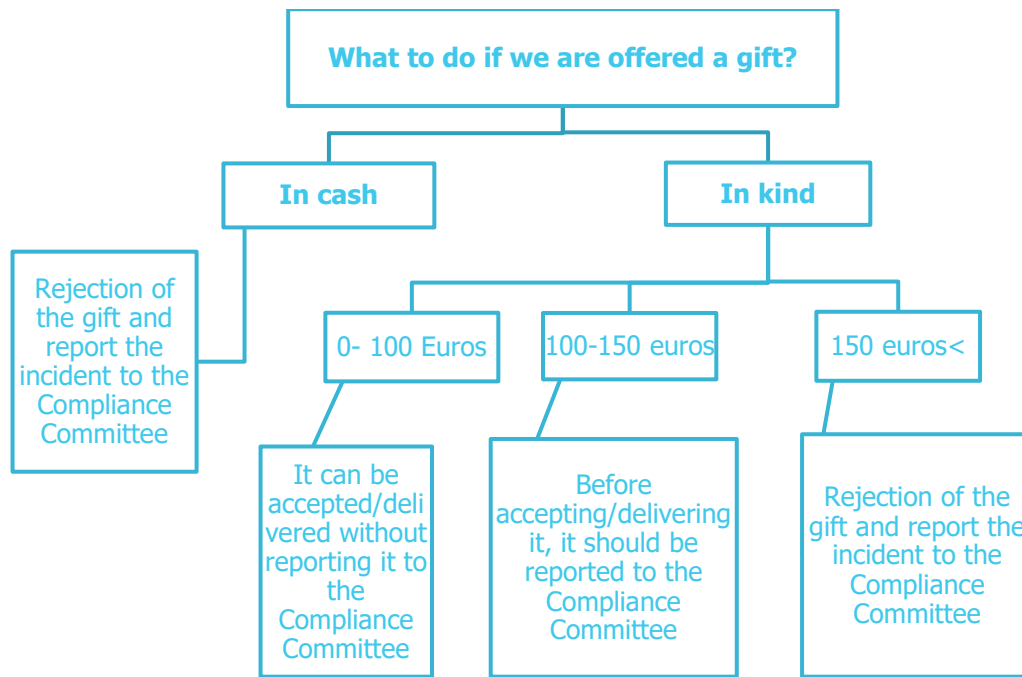 What to do if we are offered a gift?
In cash
In kind
Rejection of
the gift and
report the
incident to the
Compliance
Committee
0- 100 Euros
100-150 euros
150 euros<
It can be
accepted/deli
vered without
reporting it to
the
Compliance
Committee
Before
accepting/delivering
it, it should be
reported to the
Compliance
Committee
Rejection of the
gift and report the
incident to the
Compliance
Committee